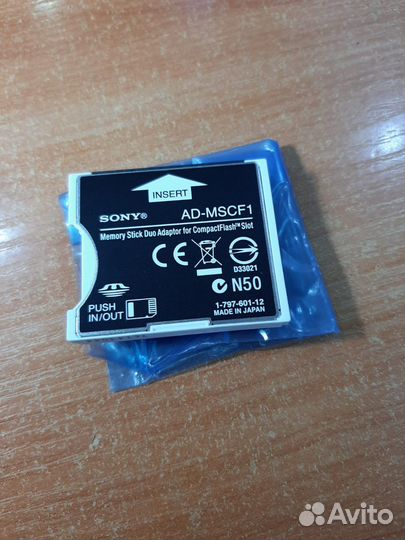 INSERT
SONY® AD-MSCF1
Memory Stick Duo Adaptor for CompactFlash™ Slot
CE
D33021
N50
PUSH
IN/OUT
1-797-601-12
MADE IN JAPAN
Avito